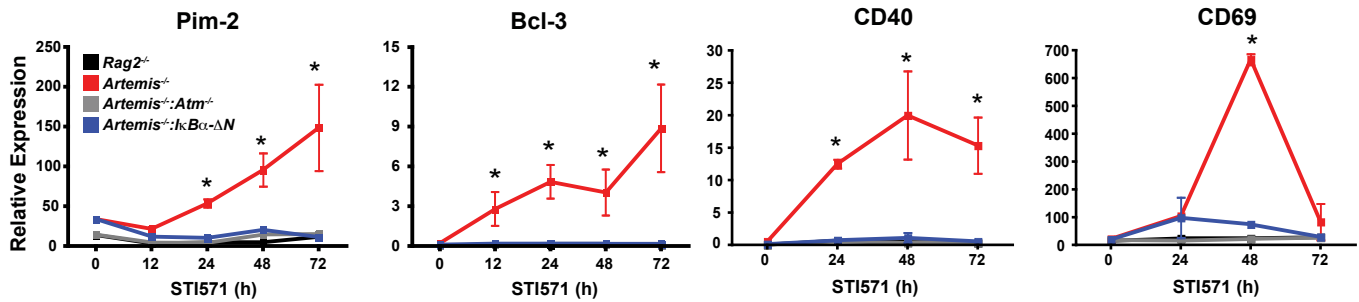 Pim-2
Relative Expression
250
200
150
100
50
0
Rag2-/-
Artemis-/-
Artemis-/-:Atm-/-
Artemis-/-:IκBα-ΔN
*
*
*
0 12 24 48 72
STI571 (h)
Bcl-3
15
12
9
6
3
0
*
*
*
*
0 12 24 48 72
STI571 (h)
CD40
30
25
20
15
10
5
0
*
*
*
0 24 48 72
STI571 (h)
CD69
700
600
500
400
300
200
100
0
*
0 24 48 72
STI571 (h)